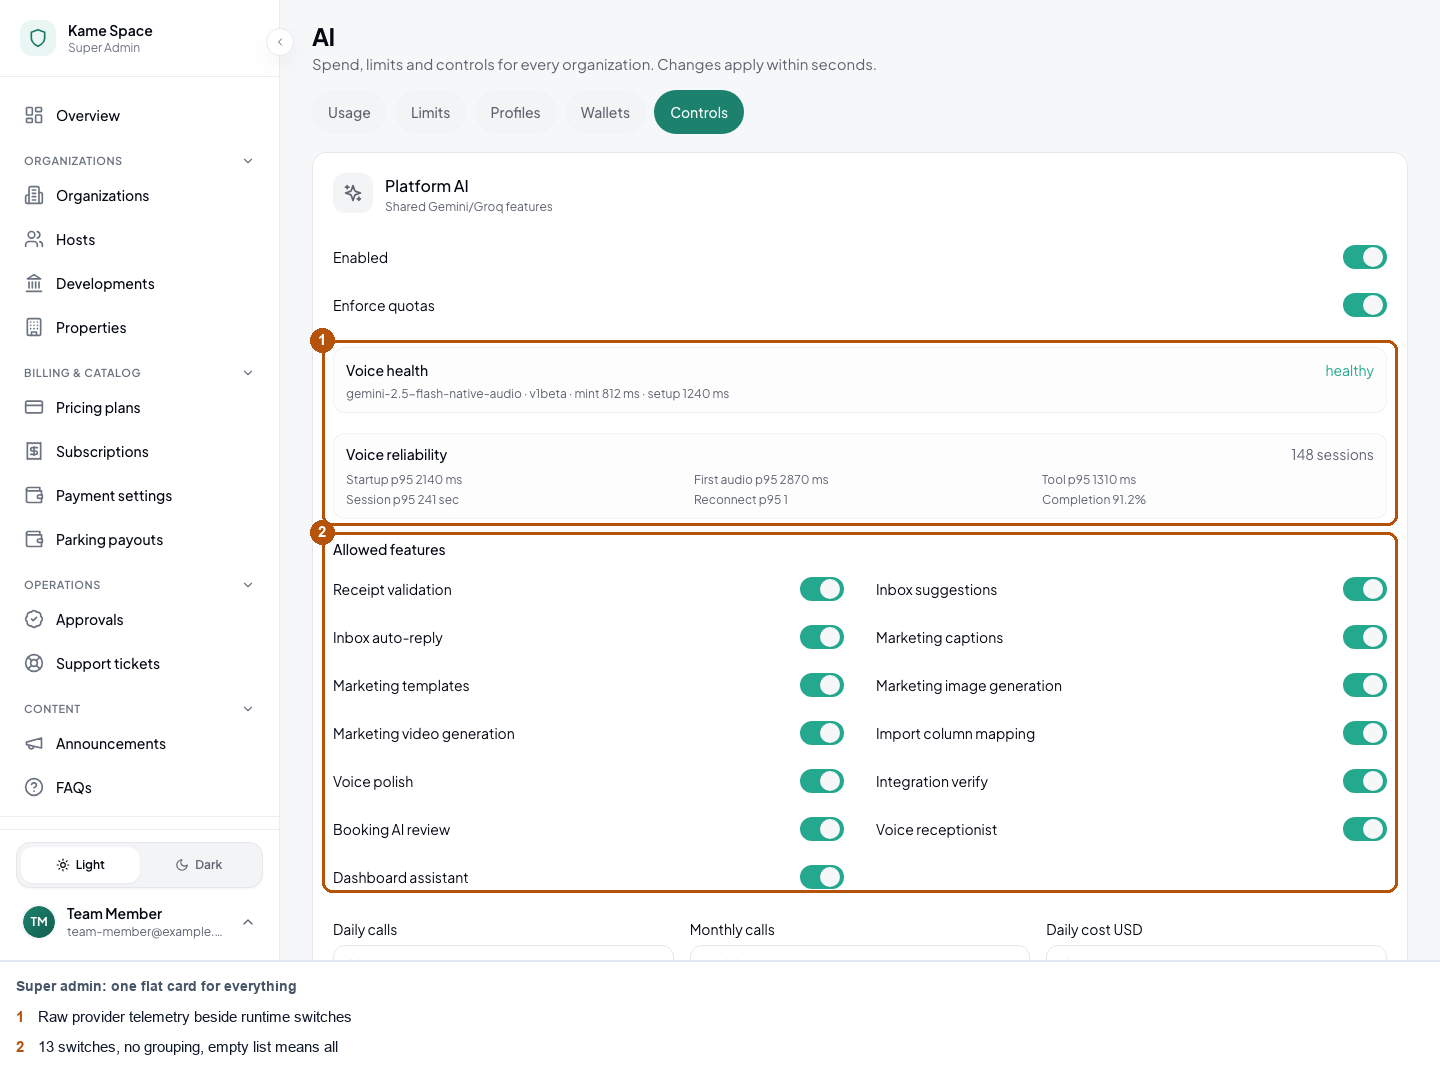 Kame Space
Super Admin
Overview
ORGANIZATIONS
Organizations
Hosts
Developments
Properties
BILLING & CATALOG
Pricing plans
Subscriptions
Payment settings
Parking payouts
OPERATIONS
Approvals
Support tickets
CONTENT
Announcements
FAQs
Light Dark
TM
Team Member
team-member@example....
AI
Spend, limits and controls for every organization. Changes apply within seconds.
Usage Limits Profiles Wallets Controls
Platform AI
Shared Gemini/Groq features
Enabled
Enforce quotas
1
Voice health healthy
gemini-2.5-flash-native-audio · v1beta · mint 812 ms · setup 1240 ms
Voice reliability 148 sessions
Startup p95 2140 ms First audio p95 2870 ms Tool p95 1310 ms
Session p95 241 sec Reconnect p95 1 Completion 91.2%
2
Allowed features
Receipt validation Inbox suggestions
Inbox auto-reply Marketing captions
Marketing templates Marketing image generation
Marketing video generation Import column mapping
Voice polish Integration verify
Booking AI review Voice receptionist
Dashboard assistant
Daily calls Monthly calls Daily cost USD
Super admin: one flat card for everything
1 Raw provider telemetry beside runtime switches
2 13 switches, no grouping, empty list means all